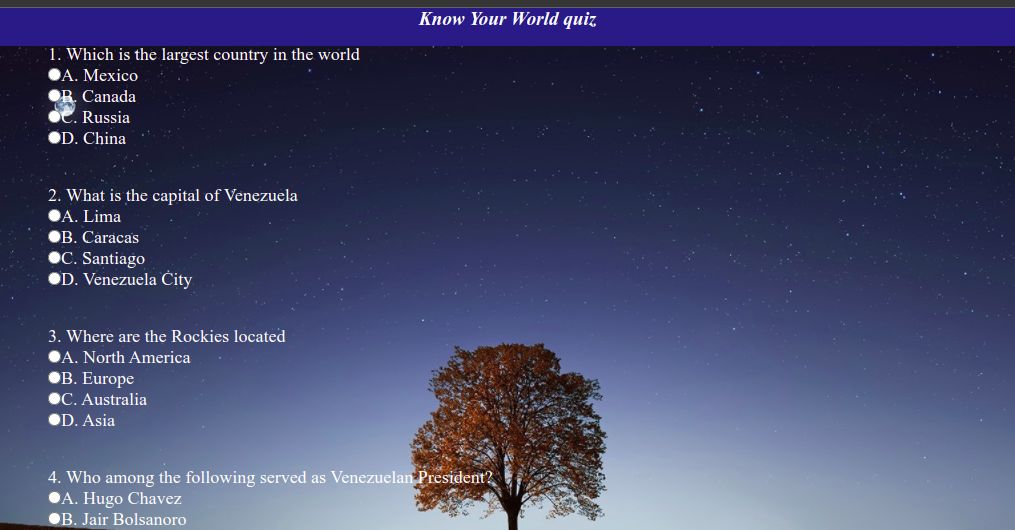 Know Your World quiz
1. Which is the largest country in the world
A. Mexico
B. Canada
C. Russia
D. China
2. What is the capital of Venezuela
A. Lima
B. Caracas
C. Santiago
D. Venezuela City
3. Where are the Rockies located
A. North America
B. Europe
C. Australia
D. Asia
4. Who among the following served as Venezuelan President?
A. Hugo Chavez
B. Jair Bolsanoro